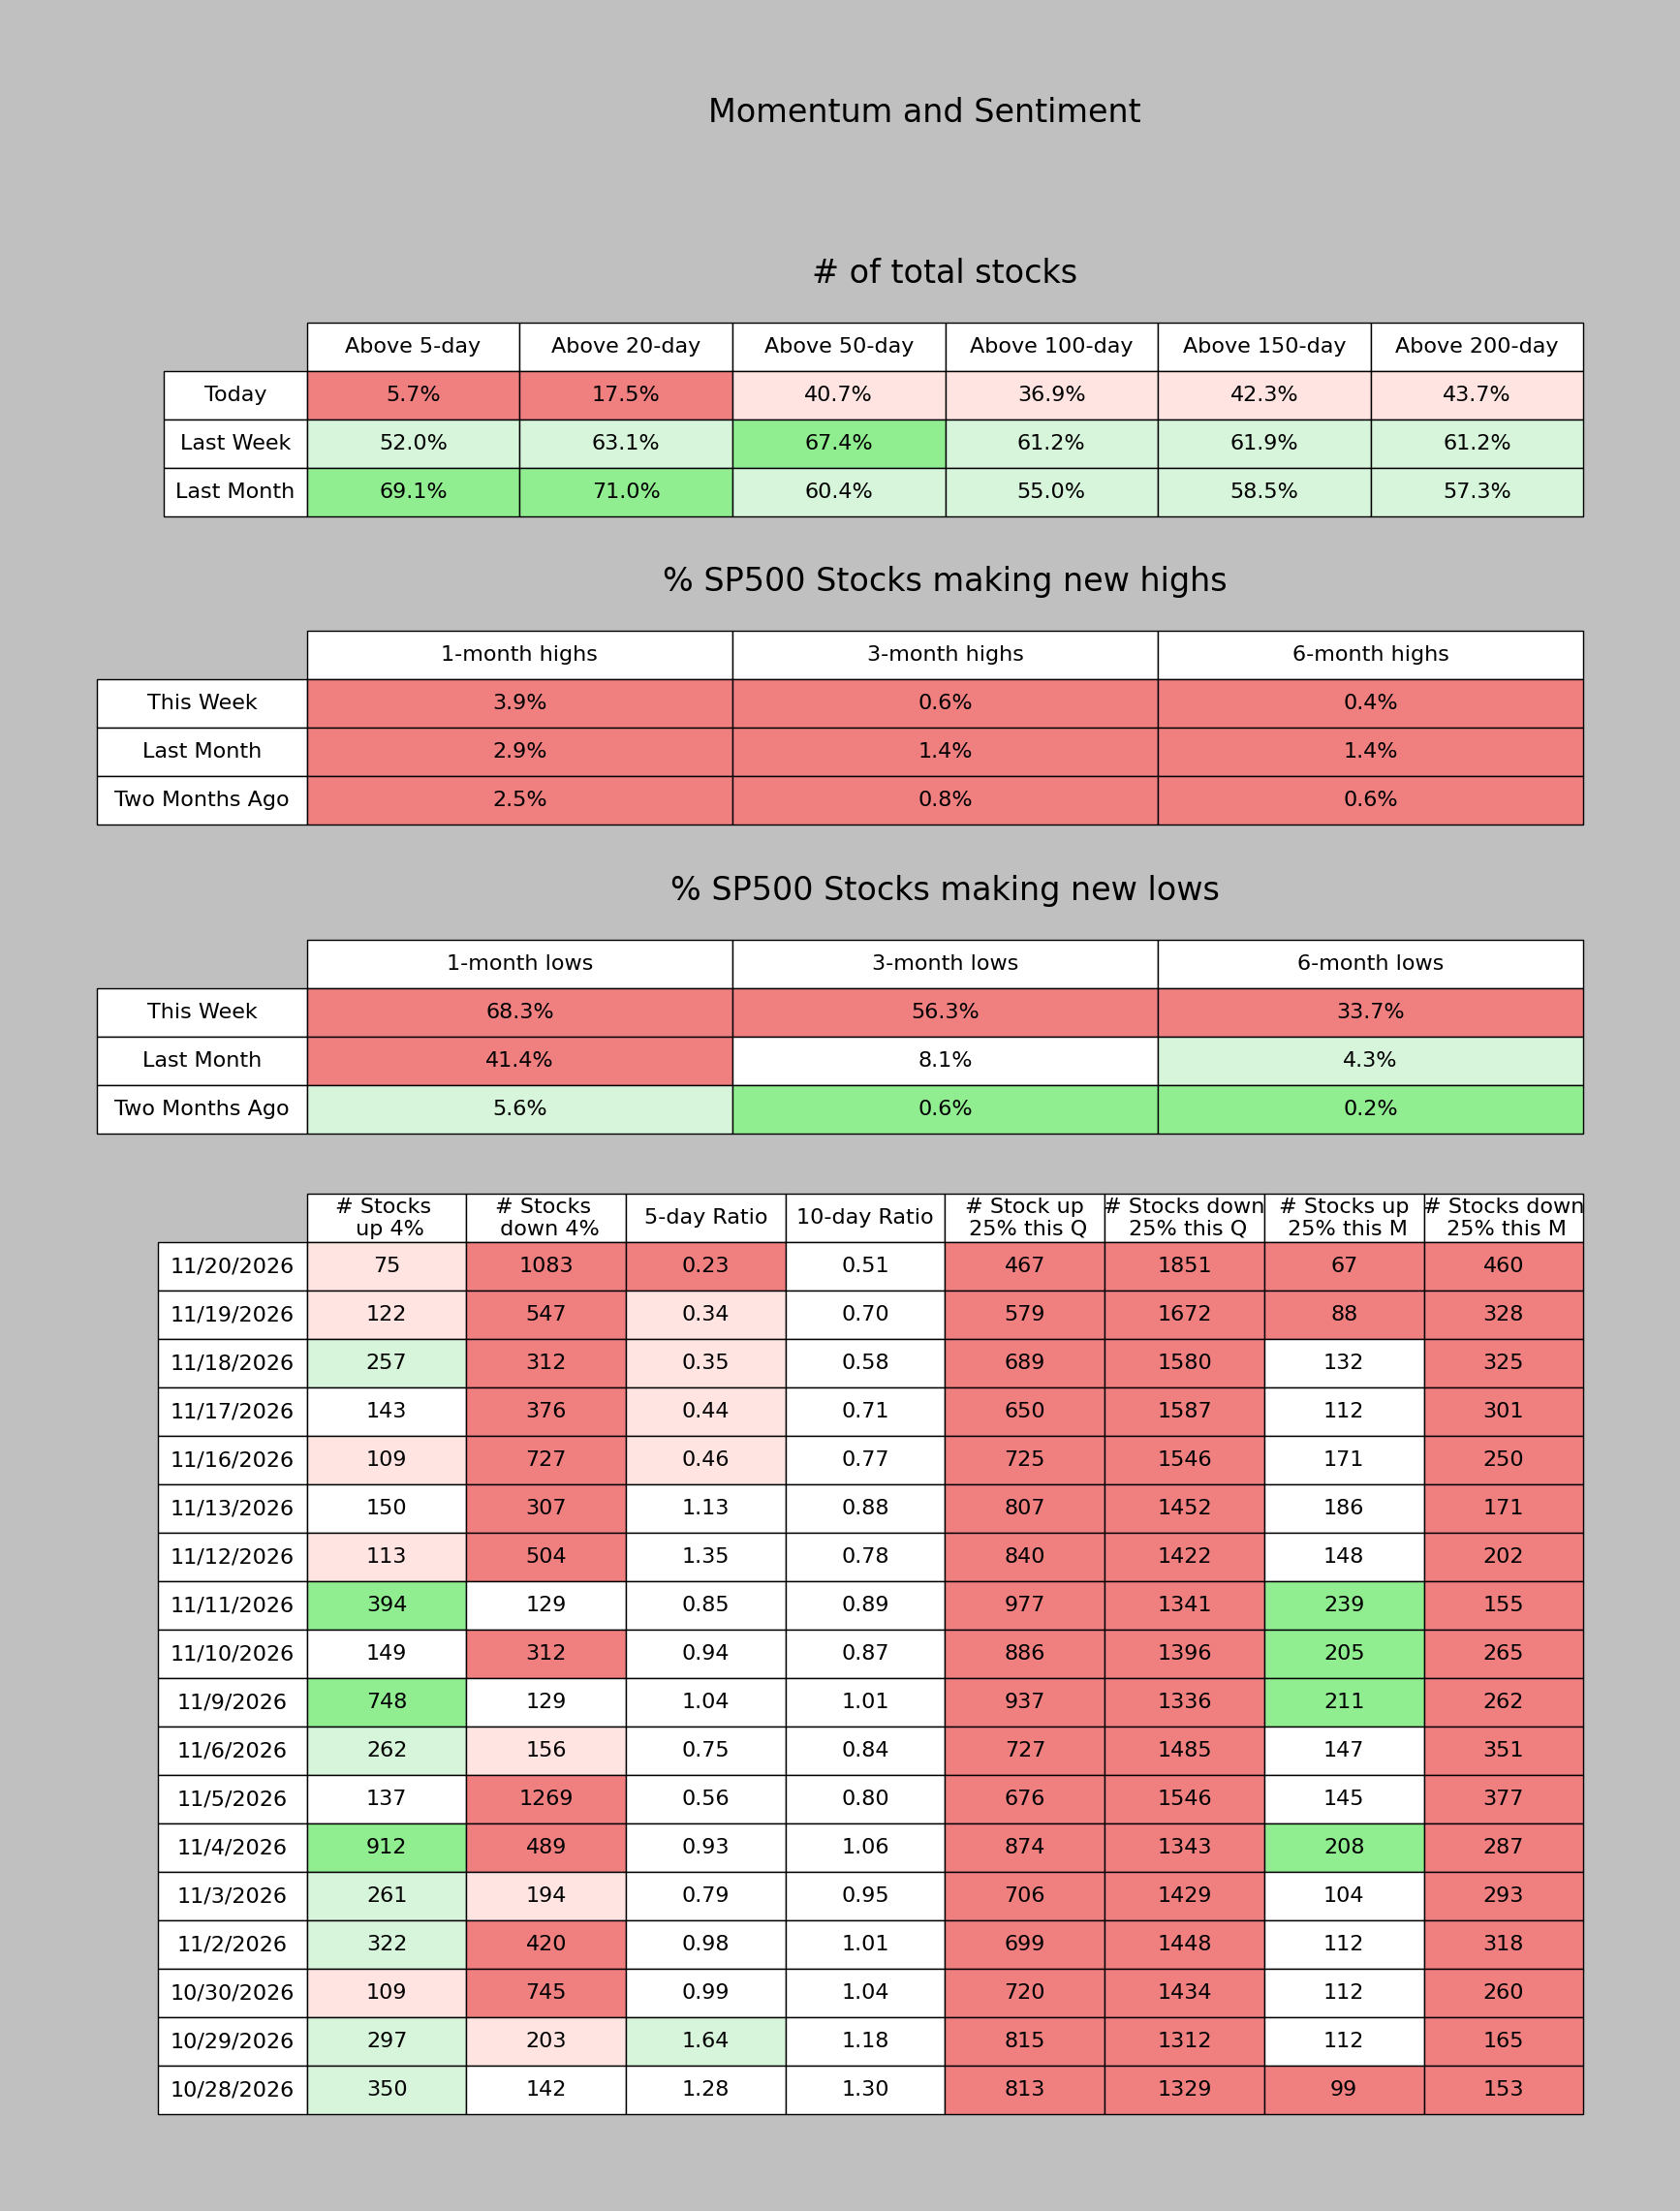 Momentum and Sentiment
# of total stocks
Above 5-day Above 20-day Above 50-day Above 100-day Above 150-day Above 200-day
Today 5.7% 17.5% 40.7% 36.9% 42.3% 43.7%
Last Week 52.0% 63.1% 67.4% 61.2% 61.9% 61.2%
Last Month 69.1% 71.0% 60.4% 55.0% 58.5% 57.3%
% SP500 Stocks making new highs
1-month highs 3-month highs 6-month highs
This Week 3.9% 0.6% 0.4%
Last Month 2.9% 1.4% 1.4%
Two Months Ago 2.5% 0.8% 0.6%
% SP500 Stocks making new lows
1-month lows 3-month lows 6-month lows
This Week 68.3% 56.3% 33.7%
Last Month 41.4% 8.1% 4.3%
Two Months Ago 5.6% 0.6% 0.2%
# Stocks # Stocks 5-day Ratio 10-day Ratio # Stock up # Stocks down # Stocks up # Stocks down
up 4% down 4% 25% this Q 25% this Q 25% this M 25% this M
11/20/2026 75 1083 0.23 0.51 467 1851 67 460
11/19/2026 122 547 0.34 0.70 579 1672 88 328
11/18/2026 257 312 0.35 0.58 689 1580 132 325
11/17/2026 143 376 0.44 0.71 650 1587 112 301
11/16/2026 109 727 0.46 0.77 725 1546 171 250
11/13/2026 150 307 1.13 0.88 807 1452 186 171
11/12/2026 113 504 1.35 0.78 840 1422 148 202
11/11/2026 394 129 0.85 0.89 977 1341 239 155
11/10/2026 149 312 0.94 0.87 886 1396 205 265
11/9/2026 748 129 1.04 1.01 937 1336 211 262
11/6/2026 262 156 0.75 0.84 727 1485 147 351
11/5/2026 137 1269 0.56 0.80 676 1546 145 377
11/4/2026 912 489 0.93 1.06 874 1343 208 287
11/3/2026 261 194 0.79 0.95 706 1429 104 293
11/2/2026 322 420 0.98 1.01 699 1448 112 318
10/30/2026 109 745 0.99 1.04 720 1434 112 260
10/29/2026 297 203 1.64 1.18 815 1312 112 165
10/28/2026 350 142 1.28 1.30 813 1329 99 153